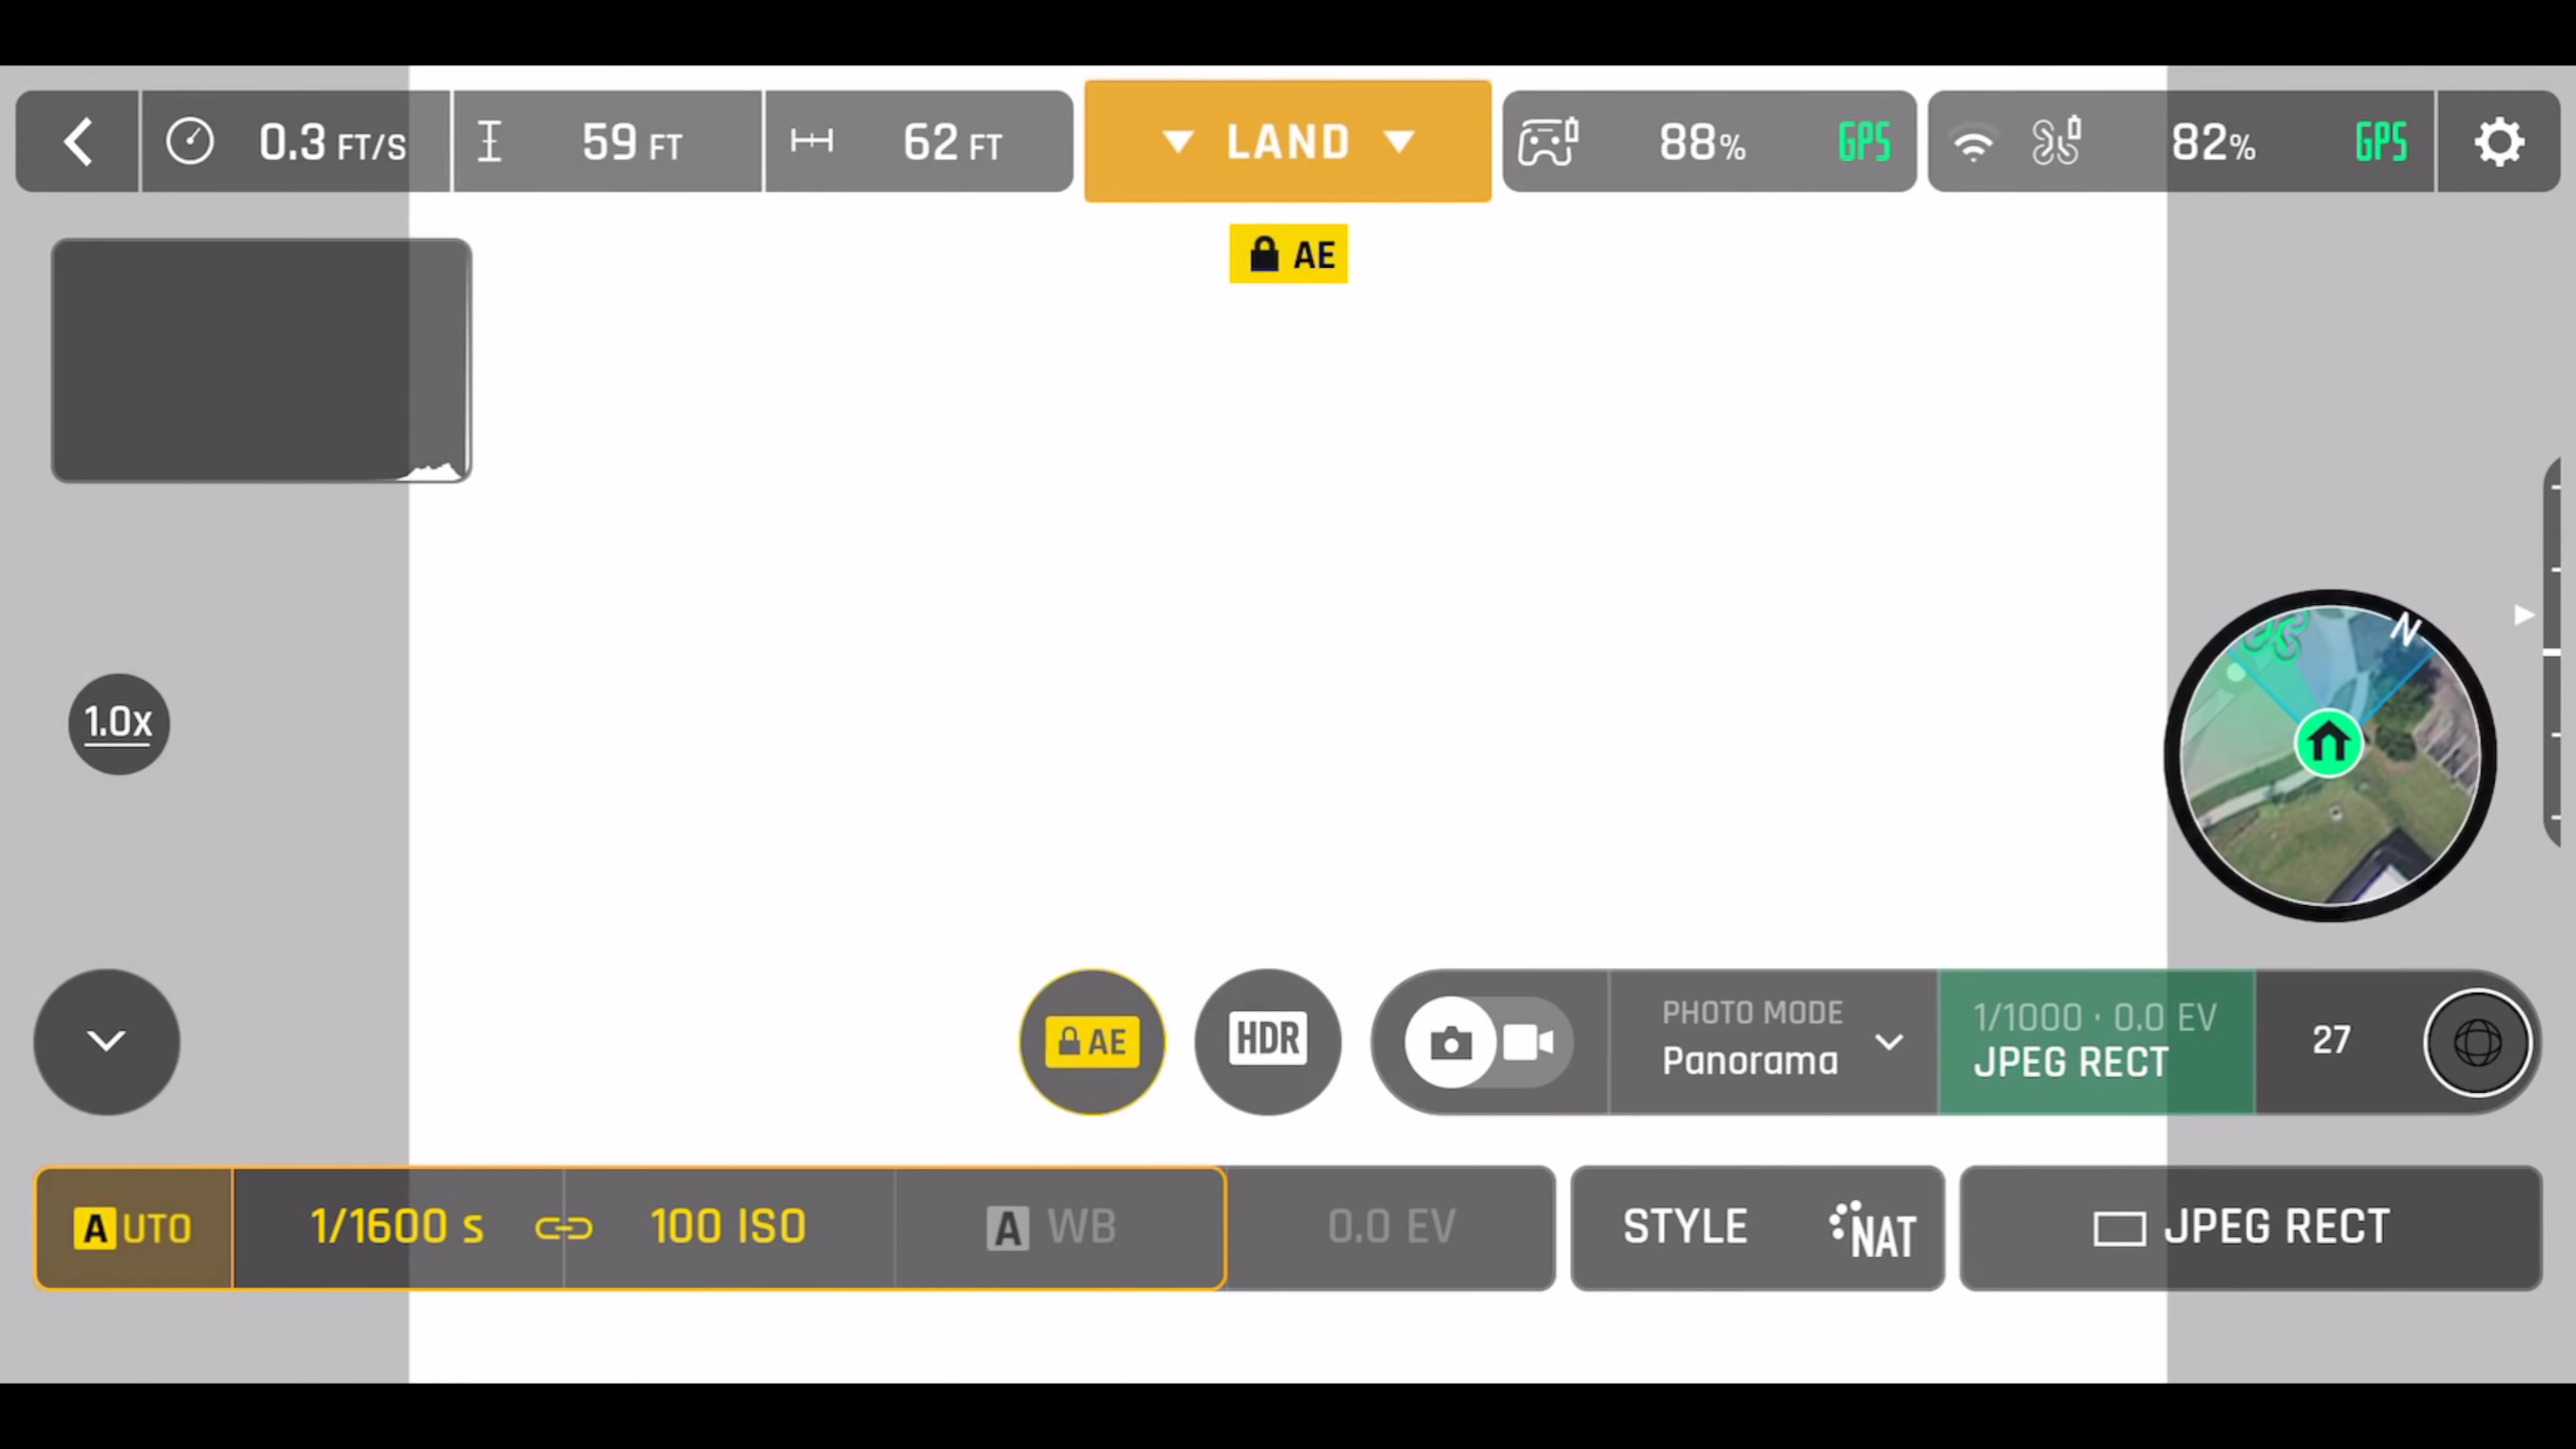 0.3 FT/S
59 FT
62 FT
LAND
88%
GPS
82%
GPS
AE
1.0x
N
AE
HDR
PHOTO MODE
Panorama
1/1000 · 0.0 EV
JPEG RECT
27
AUTO
1/1600 s
100 ISO
A WB
0.0 EV
STYLE
NAT
JPEG RECT